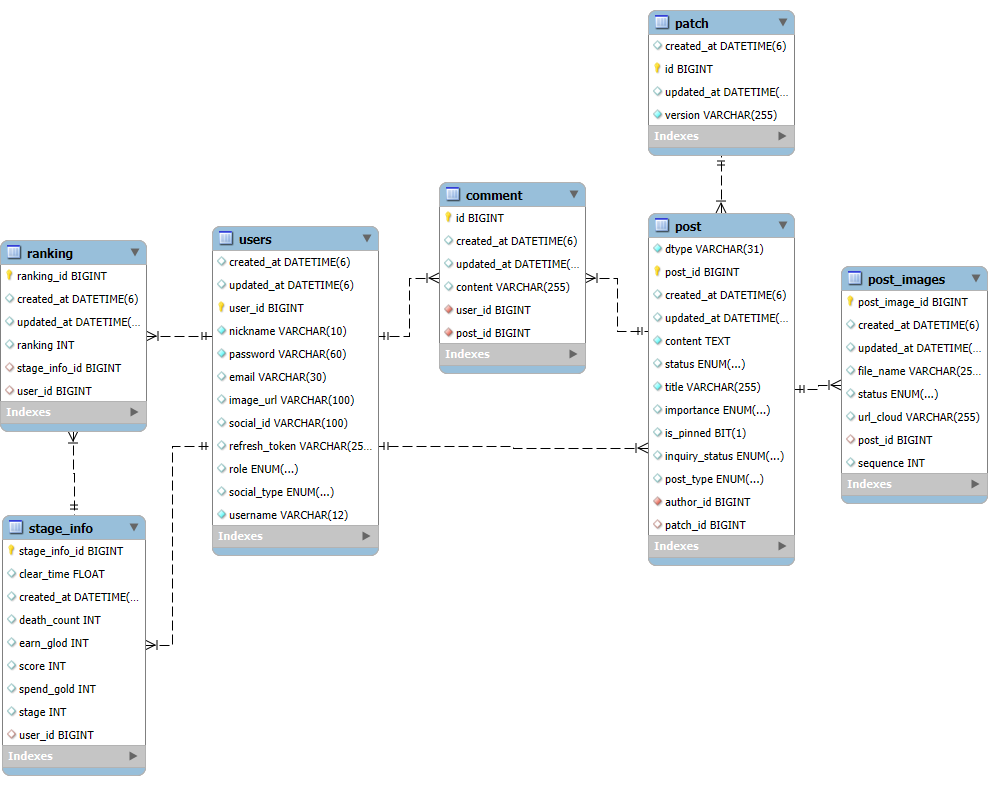 patch
created_at DATETIME(6)
id BIGINT
updated_at DATETIME(...
version VARCHAR(255)
Indexes
comment
id BIGINT
created_at DATETIME(6)
updated_at DATETIME(...
content VARCHAR(255)
user_id BIGINT
post_id BIGINT
Indexes
post
dtype VARCHAR(31)
post_id BIGINT
created_at DATETIME(6)
updated_at DATETIME(...
content TEXT
status ENUM(...)
title VARCHAR(255)
importance ENUM(...)
is_pinned BIT(1)
inquiry_status ENUM(...)
post_type ENUM(...)
author_id BIGINT
patch_id BIGINT
Indexes
users
created_at DATETIME(6)
updated_at DATETIME(6)
user_id BIGINT
nickname VARCHAR(10)
password VARCHAR(60)
email VARCHAR(30)
image_url VARCHAR(100)
social_id VARCHAR(100)
refresh_token VARCHAR(25...
role ENUM(...)
social_type ENUM(...)
username VARCHAR(12)
Indexes
ranking
ranking_id BIGINT
created_at DATETIME(6)
updated_at DATETIME(...
ranking INT
stage_info_id BIGINT
user_id BIGINT
Indexes
post_images
post_image_id BIGINT
created_at DATETIME(6)
updated_at DATETIME(...
file_name VARCHAR(25...
status ENUM(...)
url_cloud VARCHAR(255)
post_id BIGINT
sequence INT
Indexes
stage_info
stage_info_id BIGINT
clear_time FLOAT
created_at DATETIME(...
death_count INT
earn_glod INT
score INT
spend_gold INT
stage INT
user_id BIGINT
Indexes